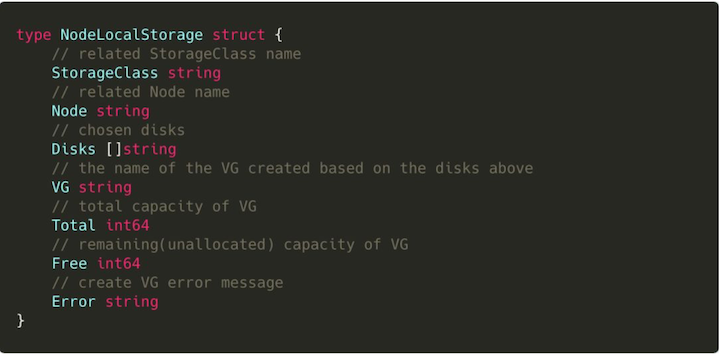 type NodeLocalStorage struct {
    // related StorageClass name
    StorageClass string
    // related Node name
    Node string
    // chosen disks
    Disks []string
    // the name of the VG created based on the disks above
    VG string
    // total capacity of VG
    Total int64
    // remaining(unallocated) capacity of VG
    Free int64
    // create VG error message
    Error string
}